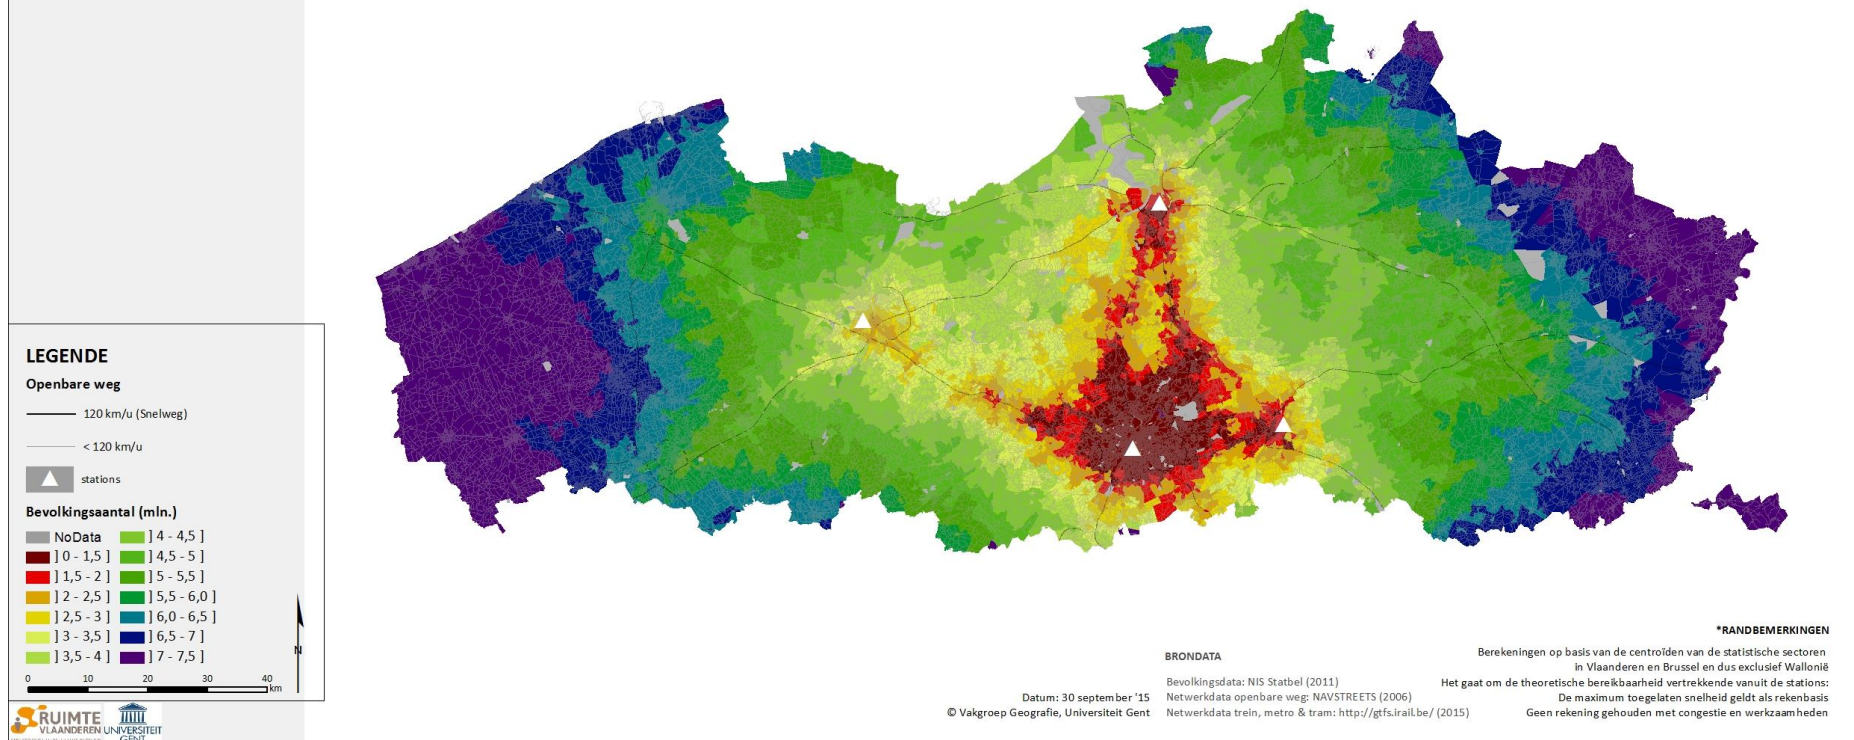 LEGENDE
Openbare weg
120 km/u (Snelweg)
< 120 km/u
stations
Bevolkingsaantal (mln.)
NoData
] 0 - 1,5 ]
] 1,5 - 2 ]
] 2 - 2,5 ]
] 2,5 - 3 ]
] 3 - 3,5 ]
] 3,5 - 4 ]
] 4 - 4,5 ]
] 4,5 - 5 ]
] 5 - 5,5 ]
] 5,5 - 6,0 ]
] 6,0 - 6,5 ]
] 6,5 - 7 ]
] 7 - 7,5 ]
N
0 10 20 30 40
km
RUIMTE
VLAANDEREN
UNIVERSITEIT
GENT
Datum: 30 september '15
© Vakgroep Geografie, Universiteit Gent
BRONDATA
Bevolkingsdata: NIS Statbel (2011)
Netwerkdata openbare weg: NAVSTREETS (2006)
Netwerkdata trein, metro & tram: http://gtfs.irail.be/ (2015)
*RANDBEMERKINGEN
Berekeningen op basis van de centroïden van de statistische sectoren
in Vlaanderen en Brussel en dus exclusief Wallonië
Het gaat om de theoretische bereikbaarheid vertrekkende vanuit de stations:
De maximum toegelaten snelheid geldt als rekenbasis
Geen rekening gehouden met congestie en werkzaamheden